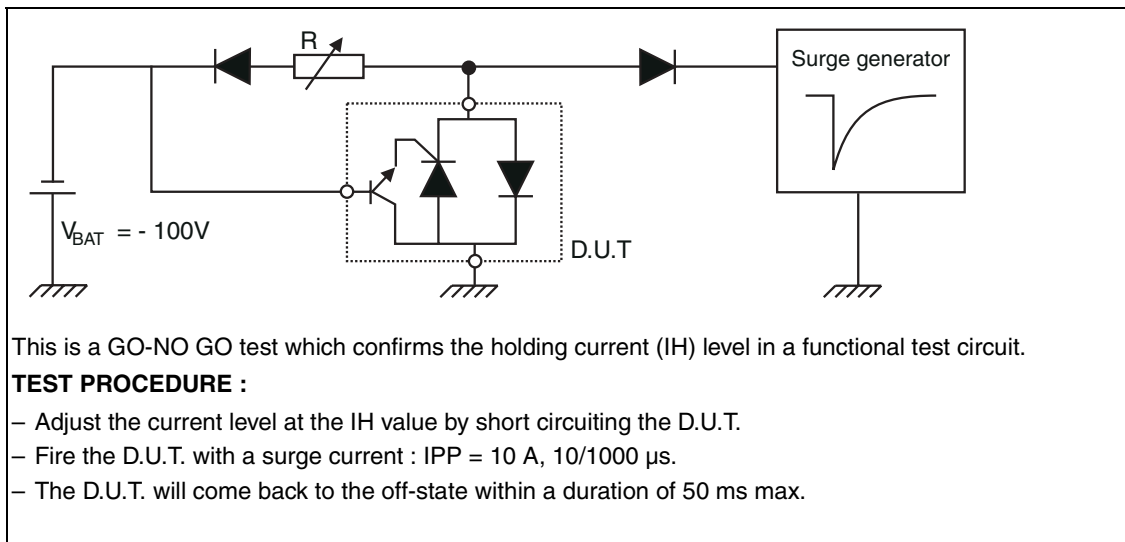 R
Surge generator
VBAT = - 100V
D.U.T
This is a GO-NO GO test which confirms the holding current (IH) level in a functional test circuit.
TEST PROCEDURE :
– Adjust the current level at the IH value by short circuiting the D.U.T.
– Fire the D.U.T. with a surge current : IPP = 10 A, 10/1000 µs.
– The D.U.T. will come back to the off-state within a duration of 50 ms max.